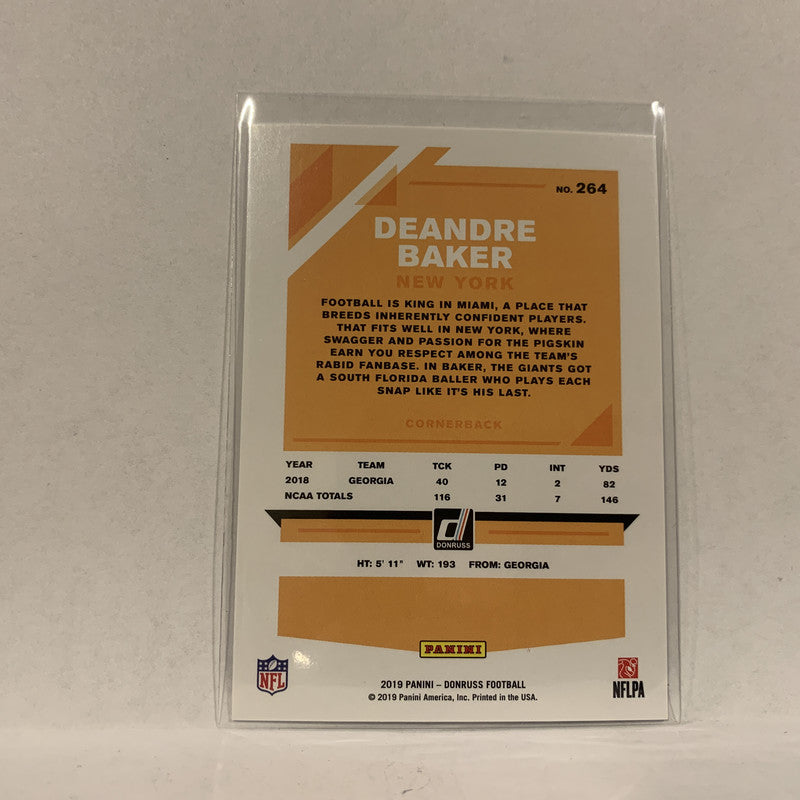 NO. 264
DEANDRE
BAKER
NEW YORK
FOOTBALL IS KING IN MIAMI, A PLACE THAT
BREEDS INHERENTLY CONFIDENT PLAYERS.
THAT FITS WELL IN NEW YORK, WHERE
SWAGGER AND PASSION FOR THE PIGSKIN
EARN YOU RESPECT AMONG THE TEAM'S
RABID FANBASE. IN BAKER, THE GIANTS GOT
A SOUTH FLORIDA BALLER WHO PLAYS EACH
SNAP LIKE IT'S HIS LAST.
CORNERBACK
YEAR TEAM TCK PD INT YDS
2018 GEORGIA 40 12 2 82
NCAA TOTALS 116 31 7 146
DONRUSS
HT: 5' 11" WT: 193 FROM: GEORGIA
PANINI
NFL
2019 PANINI – DONRUSS FOOTBALL
© 2019 Panini America, Inc. Printed in the USA.
NFLPA